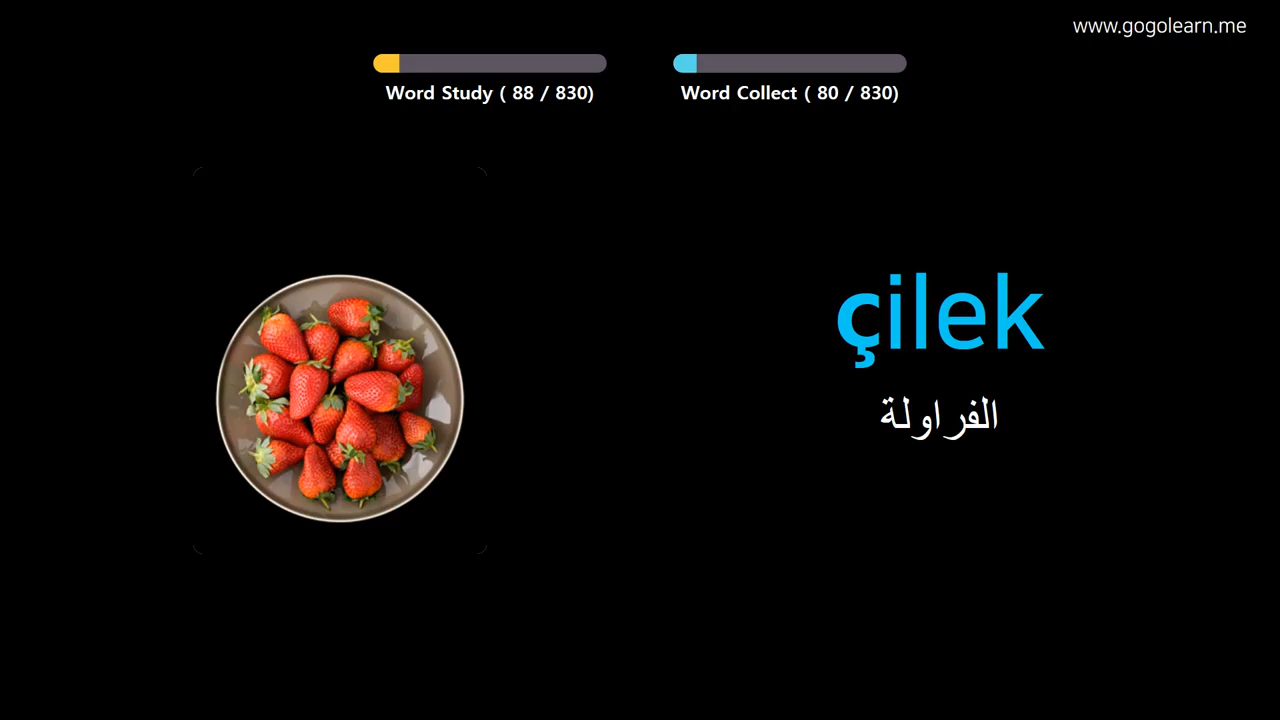 www.gogolearn.me
Word Study ( 88 / 830)
Word Collect ( 80 / 830)
çilek
الفراولة